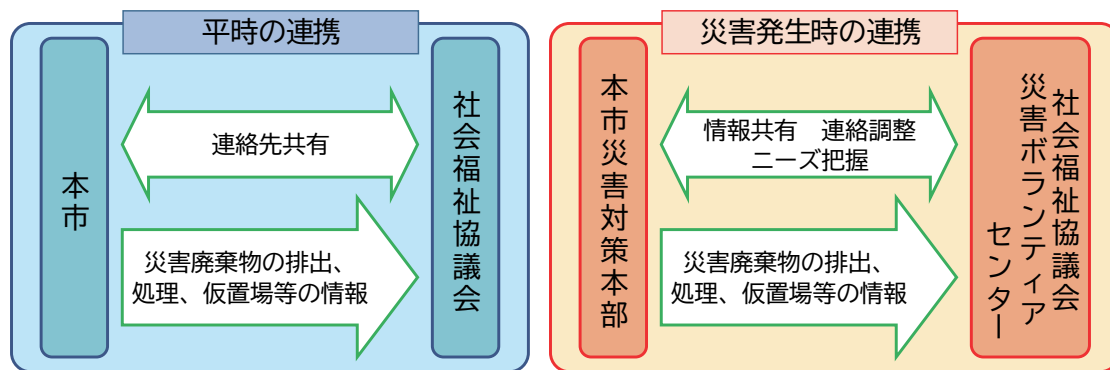 平時の連携
本市
連絡先共有
災害廃棄物の排出、
処理、仮置場等の情報
社会福祉協議会
災害発生時の連携
本市災害対策本部
情報共有　連絡調整
ニーズ把握
災害廃棄物の排出、
処理、仮置場等の情報
社会福祉協議会
災害ボランティア
センター